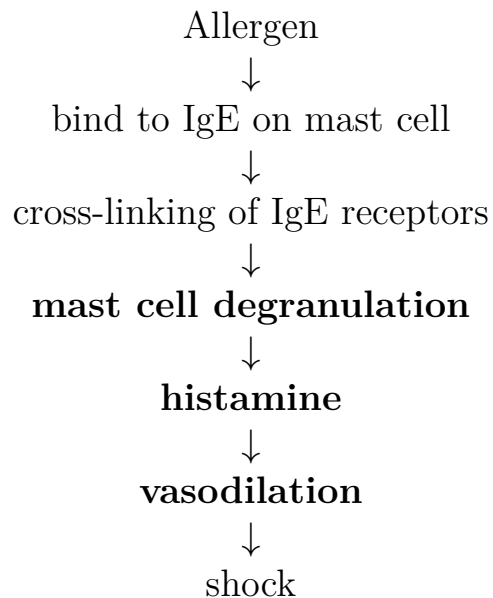 Allergen
↓
bind to IgE on mast cell
↓
cross-linking of IgE receptors
↓
mast cell degranulation
↓
histamine
↓
vasodilation
↓
shock